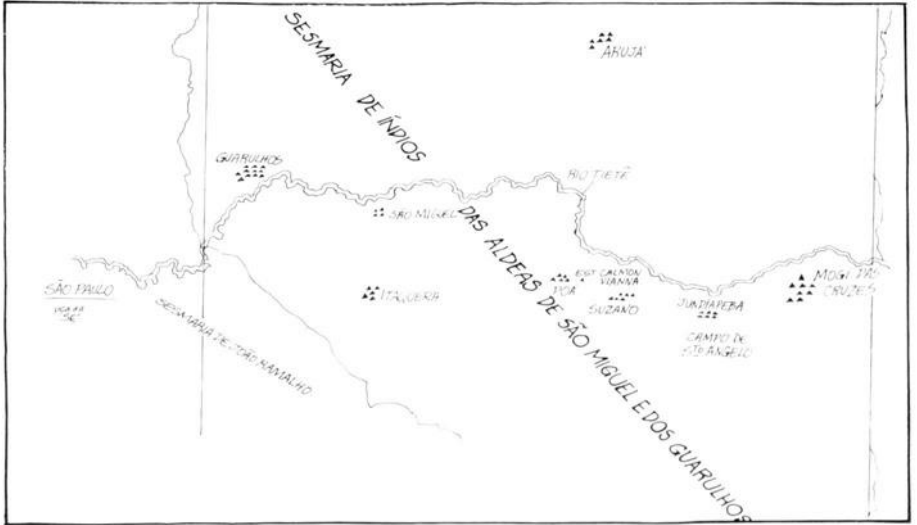 SESMARIA DE ÍNDIOS
DAS ALDEAS DE SÃO MIGUEL E DOS GUARULHOS
ARUJÁ
GUARULHOS
RIO TIETÊ
SÃO MIGUEL
SÃO PAULO
SÉ
SESMARIA DE JOÃO RAMALHO
ITAQUERA
POÁ
EST CALMON
VIANNA
SUZANO
JUNDIAPEBA
CAMPO DE
STO ANGELO
MOGI DAS
CRUZES